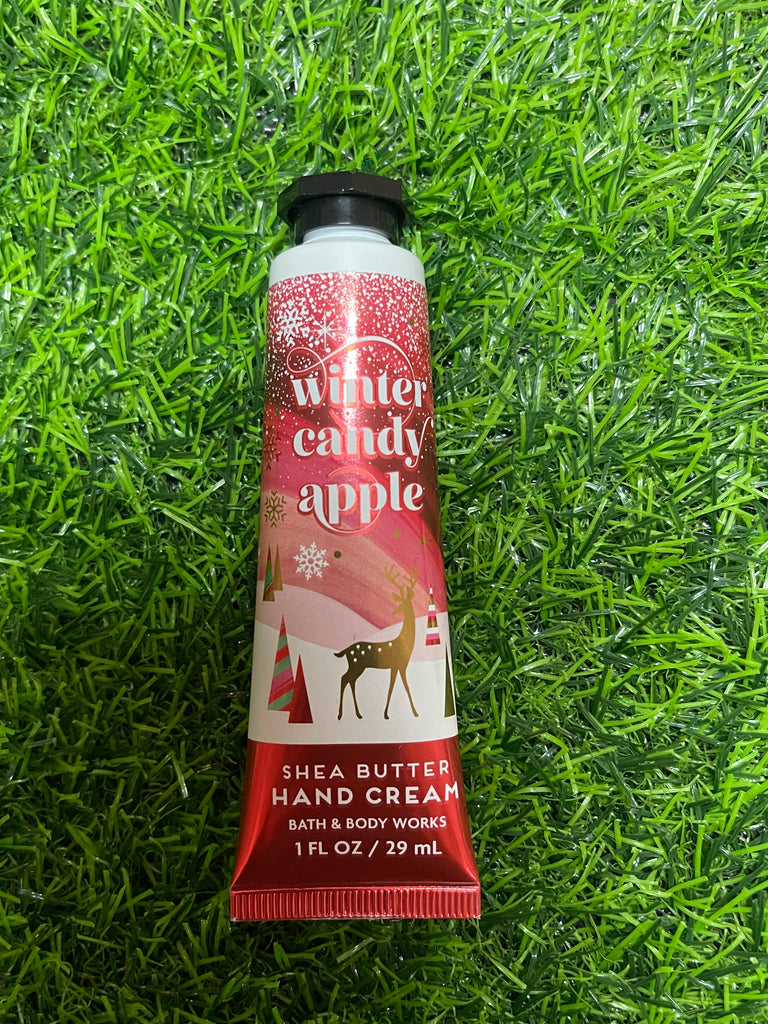 winter
candy
apple
SHEA BUTTER
HAND CREAM
BATH & BODY WORKS
1 FL OZ / 29 mL